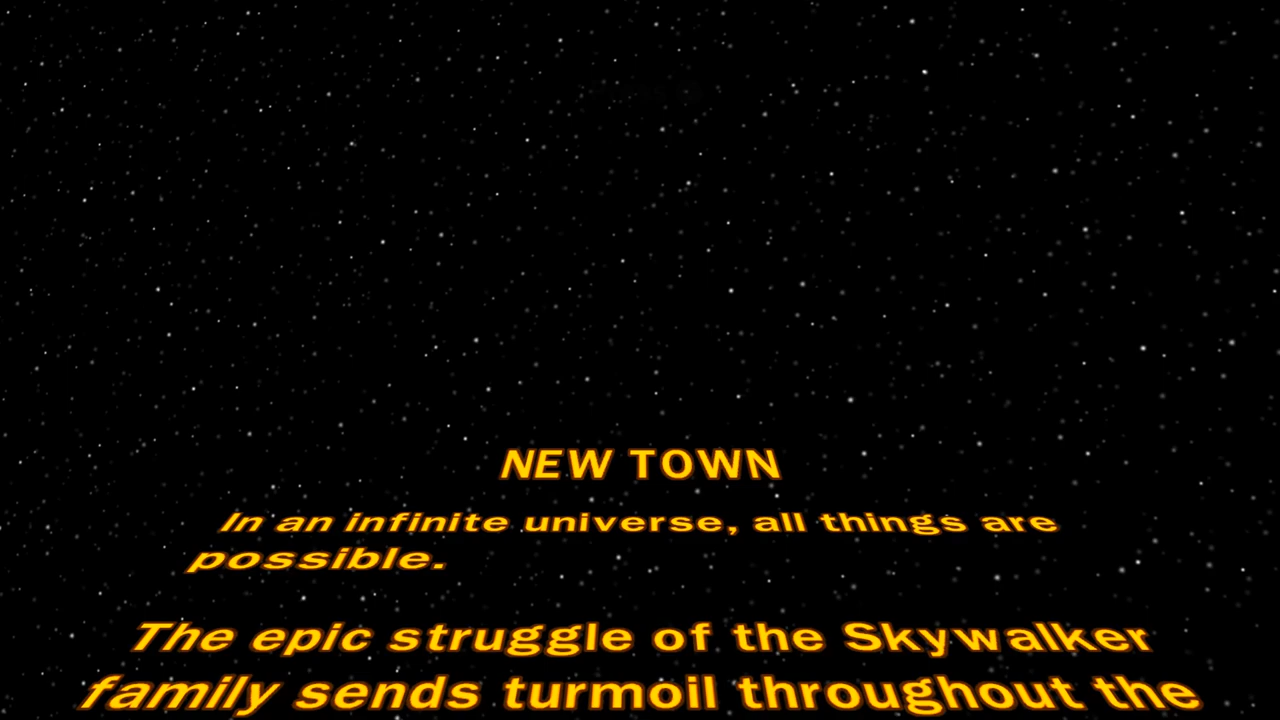 NEW TOWN
In an infinite universe, all things are
possible.
The epic struggle of the Skywalker
family sends turmoil throughout the